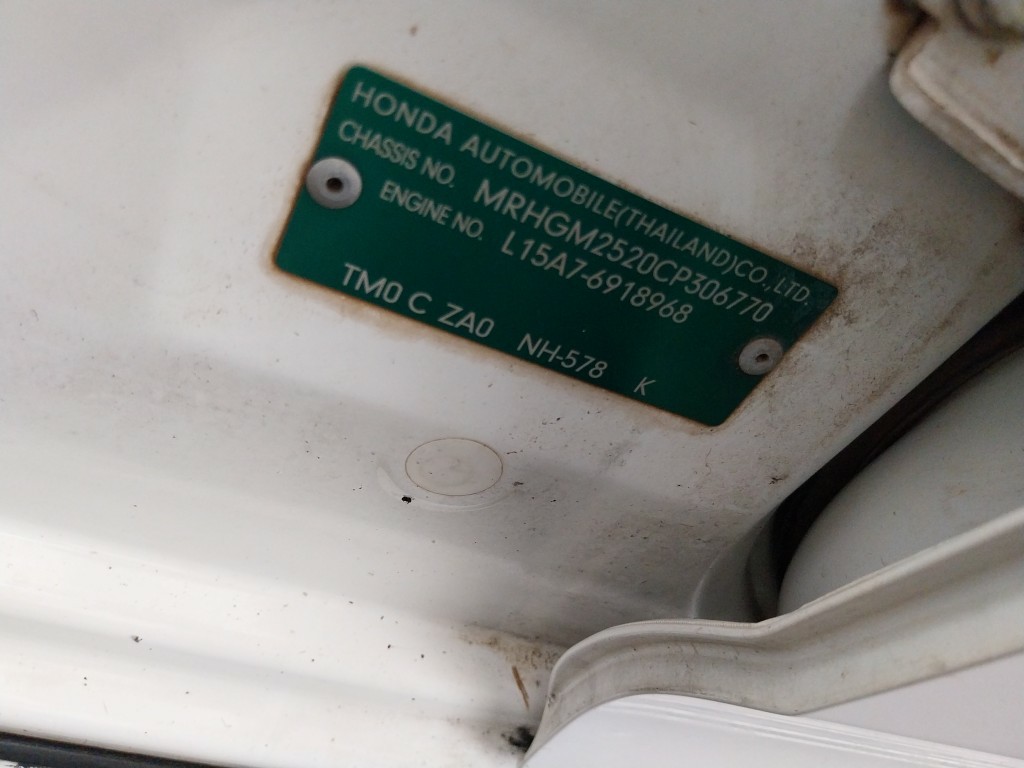 HONDA AUTOMOBILE(THAILAND)CO.,LTD.
CHASSIS NO. MRHGM2520CP306770
ENGINE NO. L15A7-6918968
TM0 C ZA0 NH-578 K